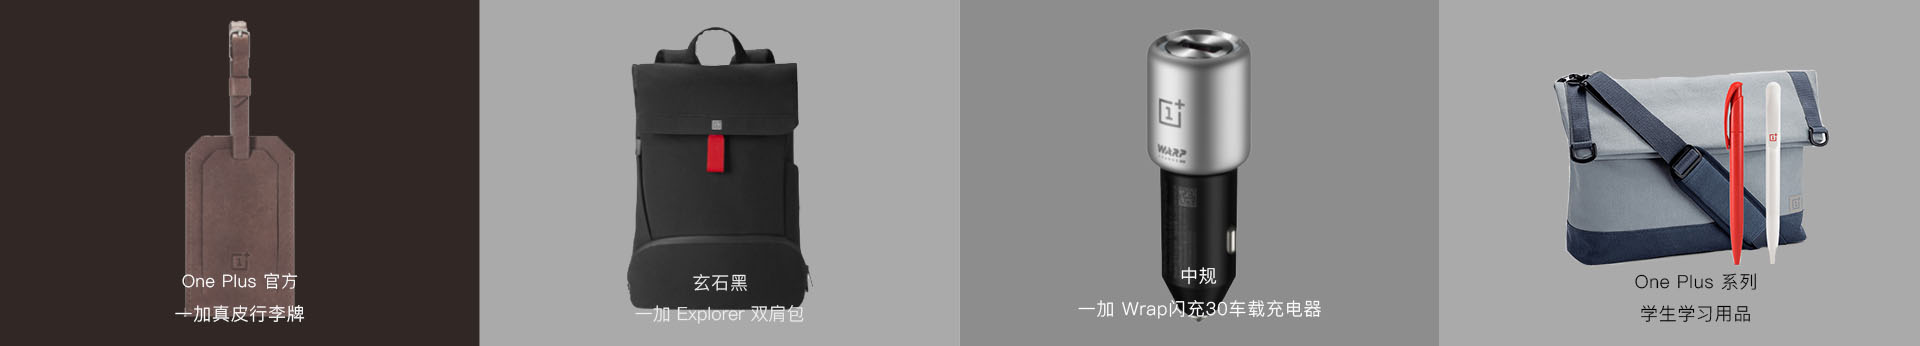 One Plus 官方
一加真皮行李牌
玄石黑
一加 Explorer 双肩包
WARP
中规
一加 Wrap闪充30车载充电器
One Plus 系列
学生学习用品